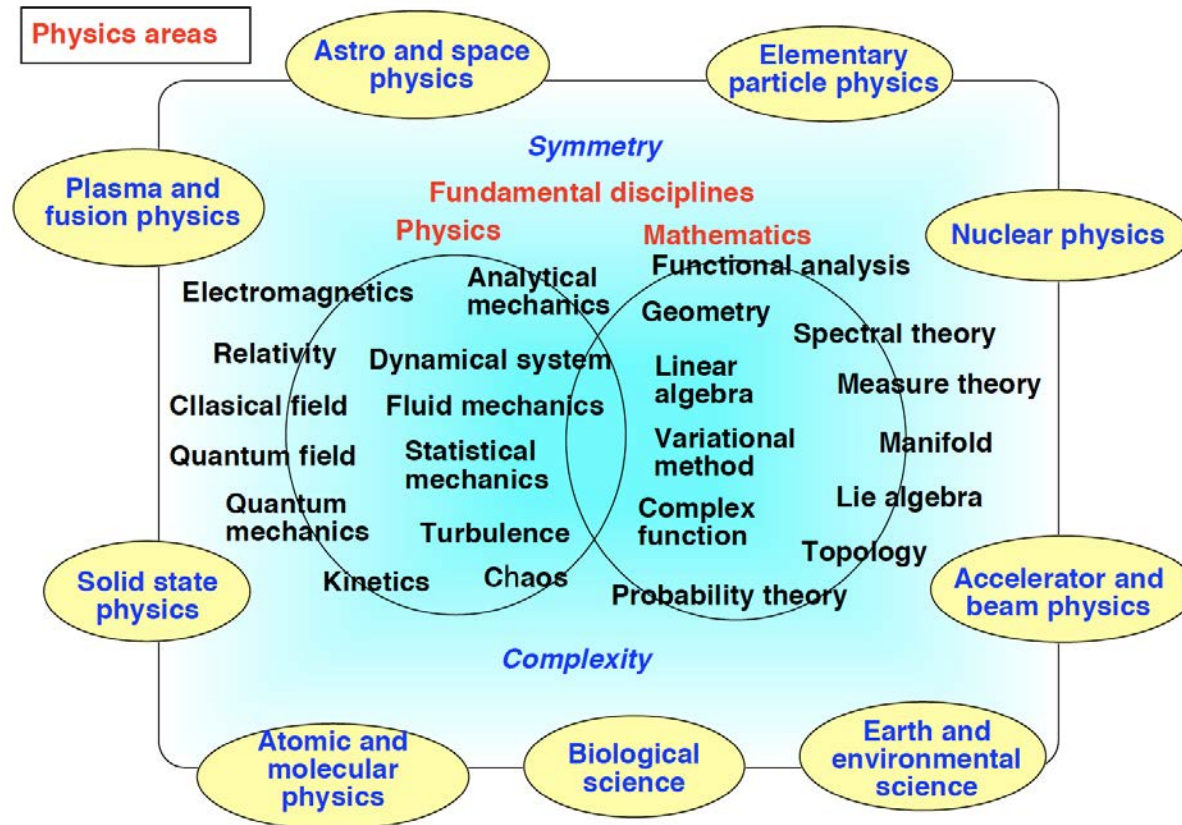 Physics areas
Astro and space
physics
Elementary
particle physics
Symmetry
Plasma and
fusion physics
Fundamental disciplines
Nuclear physics
Physics
Mathematics
Electromagnetics
Analytical
mechanics
Functional analysis
Geometry
Relativity
Dynamical system
Spectral theory
Linear
algebra
Measure theory
Cllasical field
Fluid mechanics
Quantum field
Statistical
mechanics
Variational
method
Manifold
Quantum
mechanics
Turbulence
Complex
function
Lie algebra
Topology
Kinetics
Chaos
Probability theory
Solid state
physics
Accelerator and
beam physics
Complexity
Atomic and
molecular
physics
Biological
science
Earth and
environmental
science